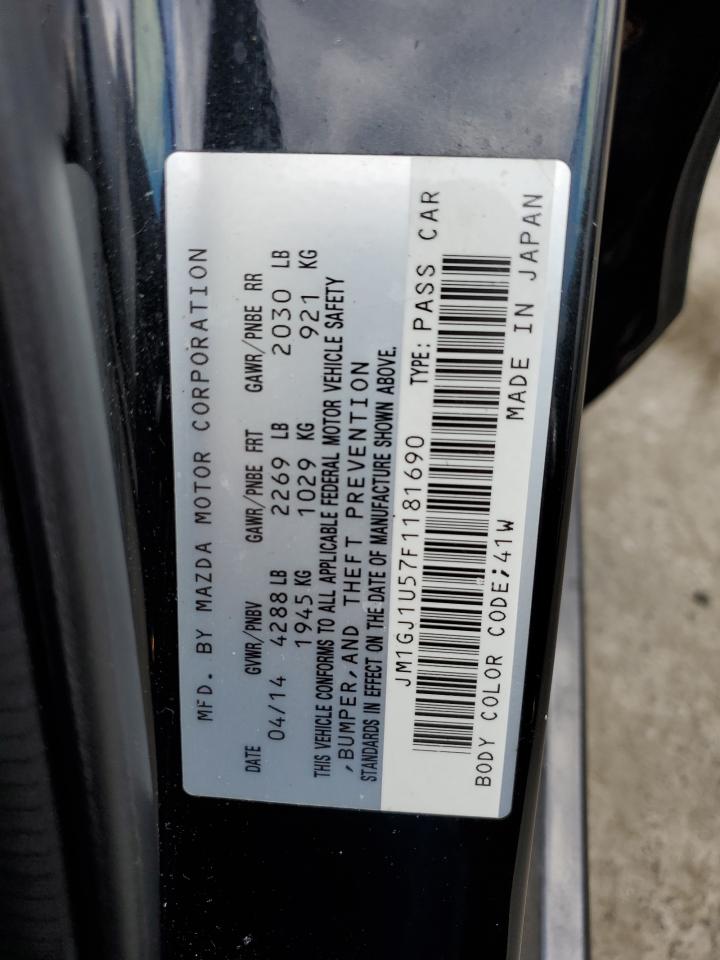 MFD. BY MAZDA MOTOR CORPORATION
DATE GVWR/PNBV GAWR/PNBE FRT GAWR/PNBE RR
04/14 4288 LB 2269 LB 2030 LB
1945 KG 1029 KG 921 KG
THIS VEHICLE CONFORMS TO ALL APPLICABLE FEDERAL MOTOR VEHICLE SAFETY
,BUMPER,AND THEFT PREVENTION
STANDARDS IN EFFECT ON THE DATE OF MANUFACTURE SHOWN ABOVE.
JM1GJ1U57F1181690 TYPE: PASS CAR
BODY COLOR CODE;41W MADE IN JAPAN